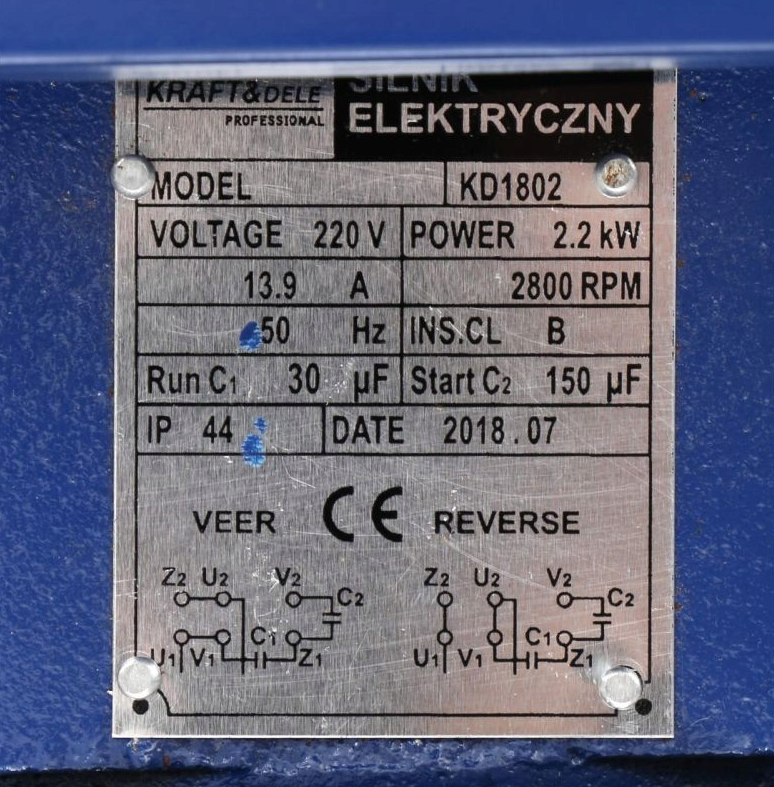 KRAFT&DELE
PROFESSIONAL
SILNIK
ELEKTRYCZNY
MODEL KD1802
VOLTAGE 220 V POWER 2.2 kW
13.9 A 2800 RPM
50 Hz INS.CL B
Run C1 30 µF Start C2 150 µF
IP 44 DATE 2018.07
VEER CE REVERSE
Z2 U2 V2 C2 Z2 U2 V2 C2
U1 V1 C1 Z1 U1 V1 C1 Z1